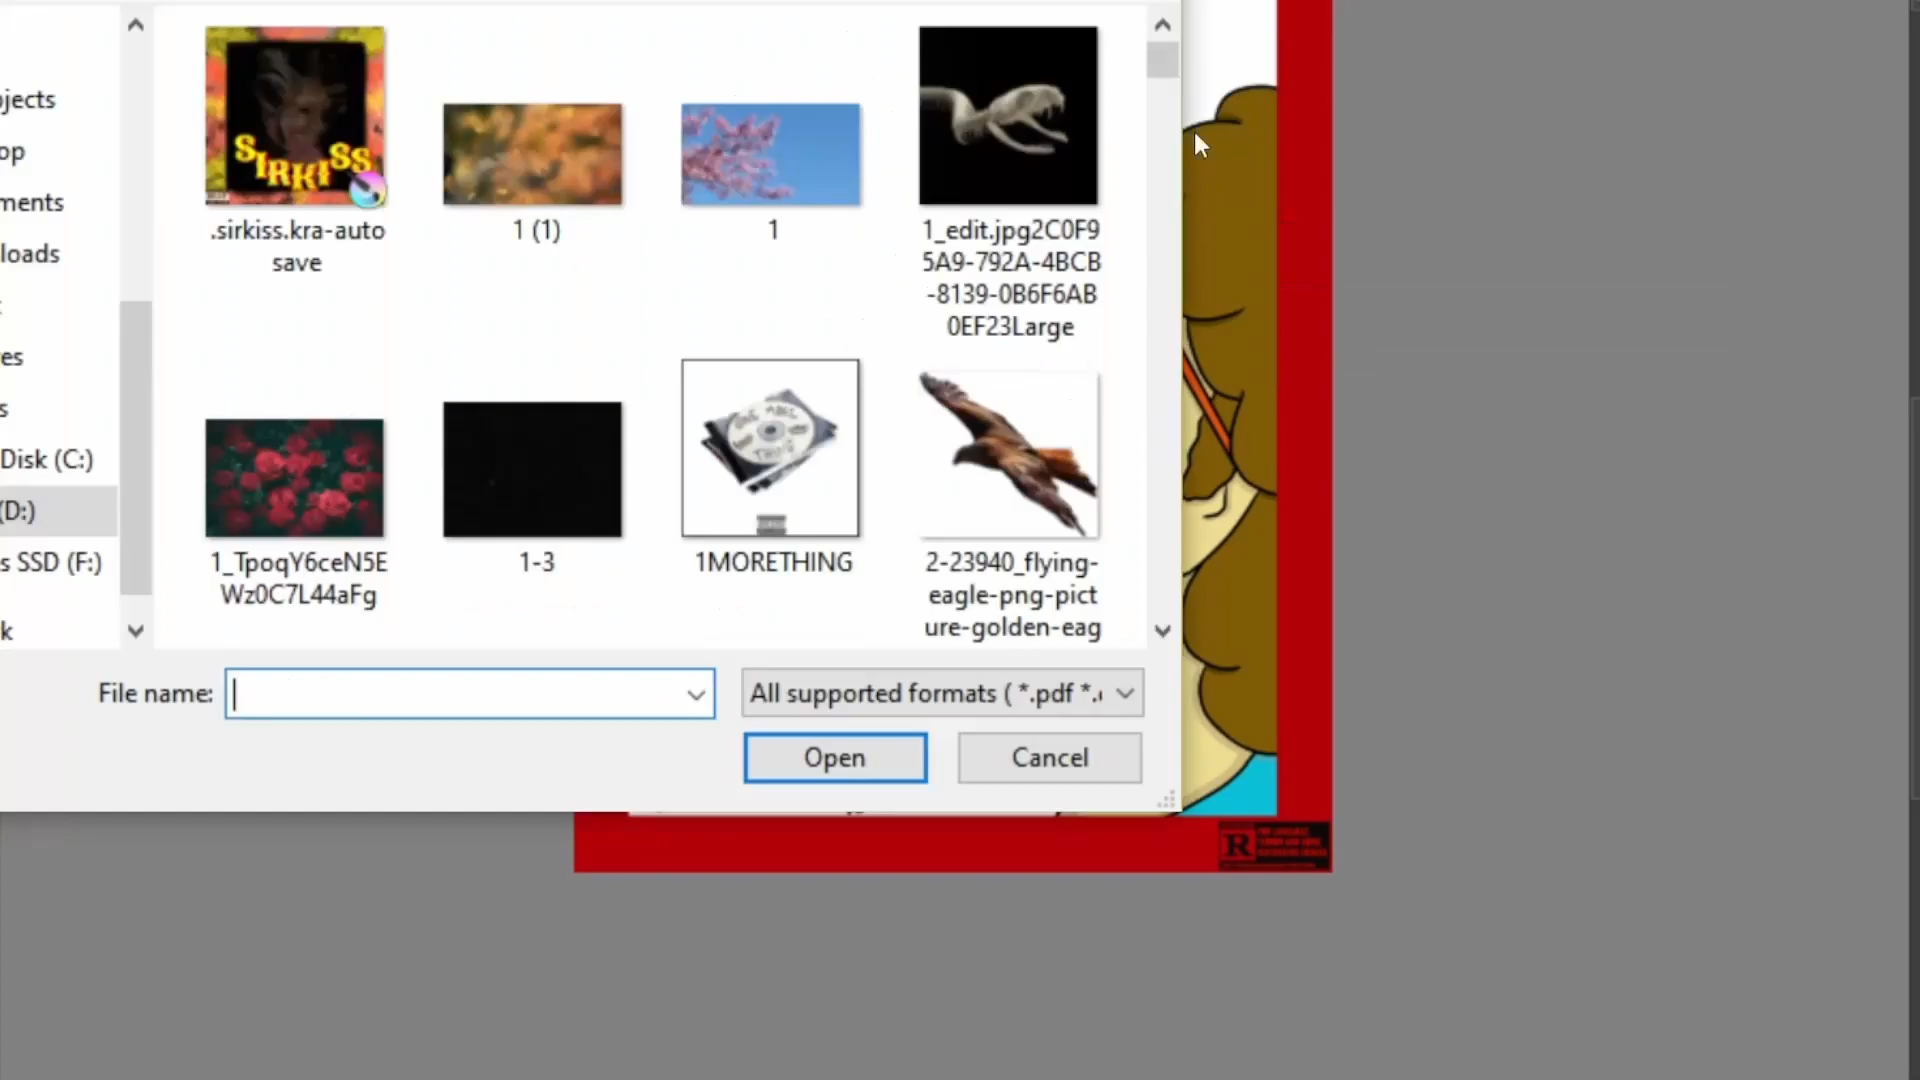 jects
op
ments
loads
es
s
Disk (C:)
(D:)
s SSD (F:)
k
SIRKISS
.sirkiss.kra-auto
save
1 (1)
1
1_edit.jpg2C0F9
5A9-792A-4BCB
-8139-0B6F6AB
0EF23Large
1_TpoqY6ceN5E
Wz0C7L44aFg
1-3
1MORETHING
2-23940_flying-
eagle-png-pict
ure-golden-eag
File name:
All supported formats ( *.pdf *.
Open
Cancel
R